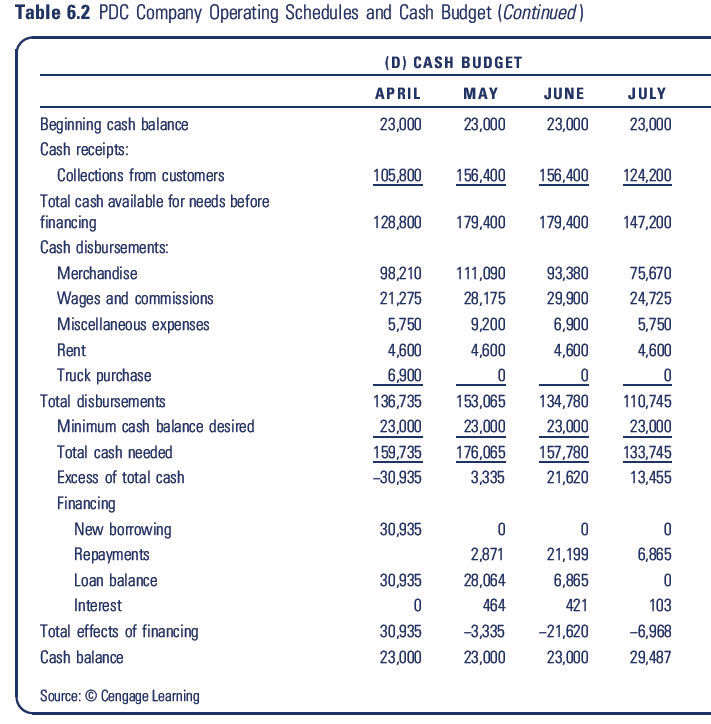 Table 6.2 PDC Company Operating Schedules and Cash Budget (Continued)
(D) CASH BUDGET
APRIL MAY JUNE JULY
Beginning cash balance 23,000 23,000 23,000 23,000
Cash receipts:
Collections from customers 105,800 156,400 156,400 124,200
Total cash available for needs before
financing 128,800 179,400 179,400 147,200
Cash disbursements:
Merchandise 98,210 111,090 93,380 75,670
Wages and commissions 21,275 28,175 29,900 24,725
Miscellaneous expenses 5,750 9,200 6,900 5,750
Rent 4,600 4,600 4,600 4,600
Truck purchase 6,900 0 0 0
Total disbursements 136,735 153,065 134,780 110,745
Minimum cash balance desired 23,000 23,000 23,000 23,000
Total cash needed 159,735 176,065 157,780 133,745
Excess of total cash –30,935 3,335 21,620 13,455
Financing
New borrowing 30,935 0 0 0
Repayments 2,871 21,199 6,865
Loan balance 30,935 28,064 6,865 0
Interest 0 464 421 103
Total effects of financing 30,935 –3,335 –21,620 –6,968
Cash balance 23,000 23,000 23,000 29,487
Source: © Cengage Learning